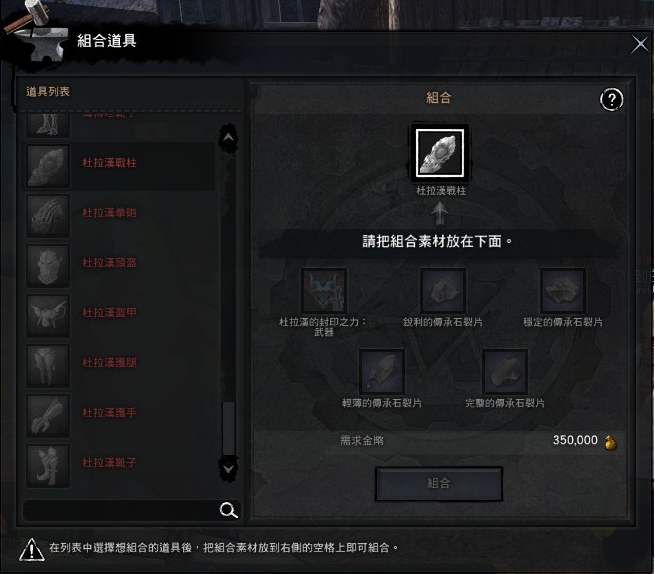 組合道具
道具列表
杜拉漢戰柱
杜拉漢拳砲
杜拉漢頭盔
杜拉漢盔甲
杜拉漢護腿
杜拉漢護手
杜拉漢靴子
組合
?
杜拉漢戰柱
請把組合素材放在下面。
杜拉漢的封印之力：
武器
銳利的傳承石裂片
穩定的傳承石裂片
輕薄的傳承石裂片
完整的傳承石裂片
需求金幣
350,000
組合
在列表中選擇想組合的道具後，把組合素材放到右側的空格上即可組合。